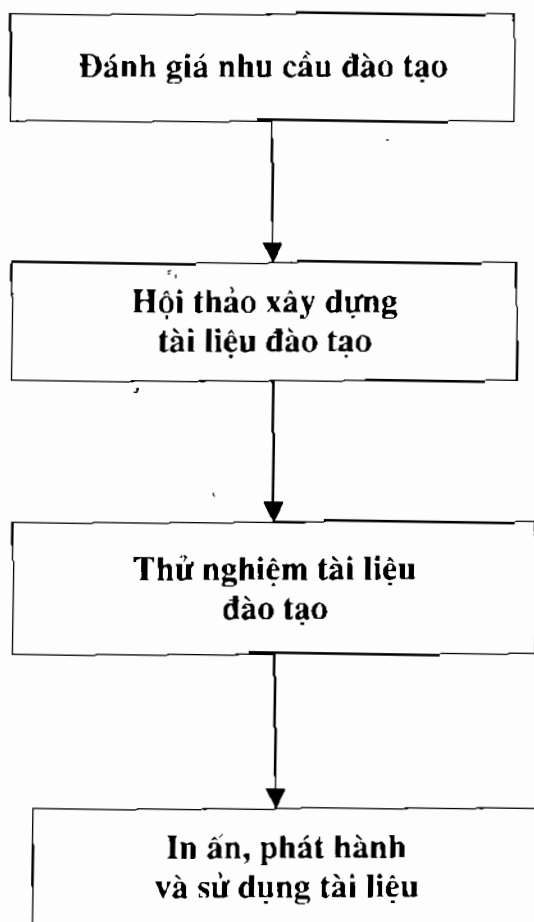 Đánh giá nhu cầu đào tạo
Hội thảo xây dựng
tài liệu đào tạo
Thử nghiệm tài liệu
đào tạo
In ấn, phát hành
và sử dụng tài liệu